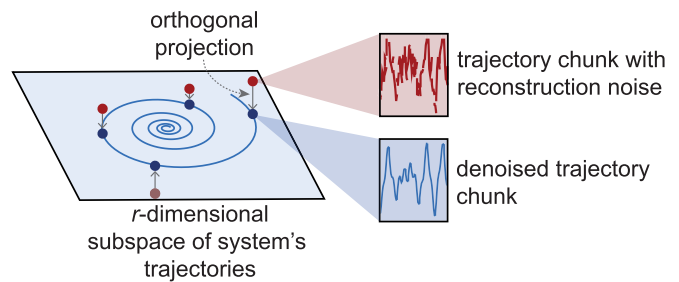 orthogonal
projection
trajectory chunk with
reconstruction noise
denoised trajectory
chunk
r-dimensional
subspace of system's
trajectories